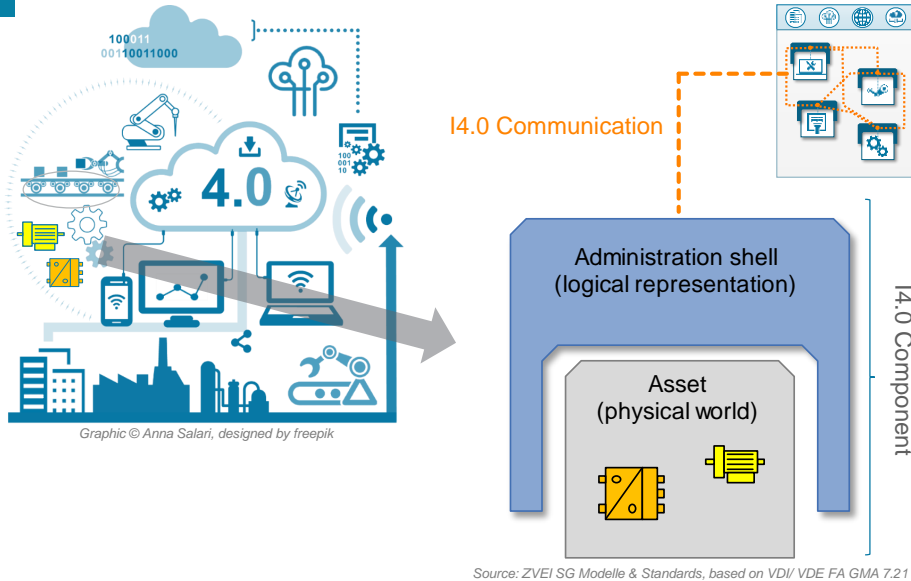 100011
00110011000
100
001
10
4.0
Graphic © Anna Salari, designed by freepik
I4.0 Communication
Administration shell
(logical representation)
Asset
(physical world)
I4.0 Component
Source: ZVEI SG Modelle & Standards, based on VDI/ VDE FA GMA 7.21